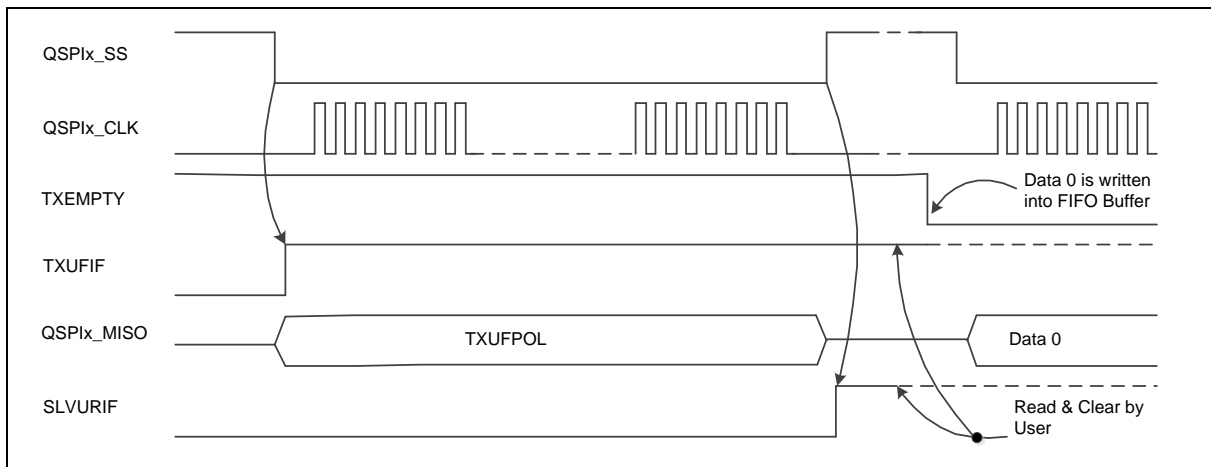 QSPIx_SS
QSPIx_CLK
TXEMPTY
Data 0 is written
into FIFO Buffer
TXUFIF
QSPIx_MISO
TXUFPOL
Data 0
SLVURIF
Read & Clear by
User